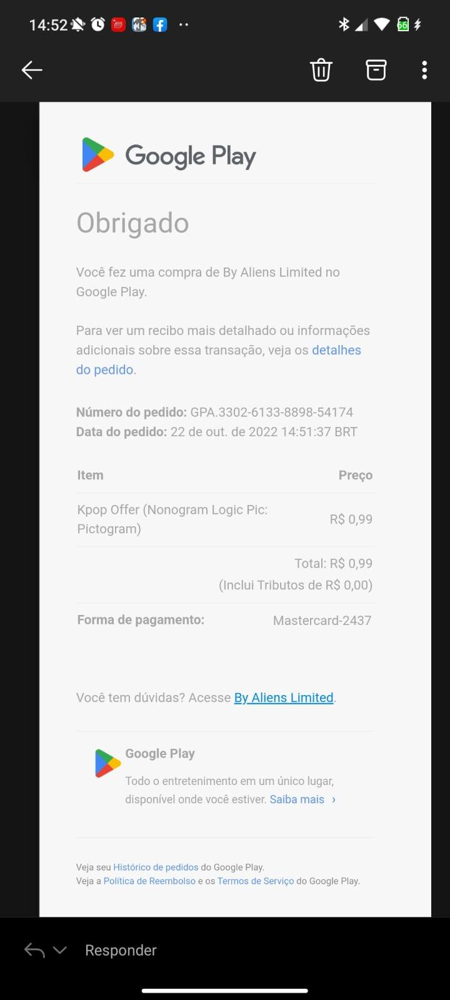 14:52
66
Google Play
Obrigado
Você fez uma compra de By Aliens Limited no
Google Play.
Para ver um recibo mais detalhado ou informações
adicionais sobre essa transação, veja os detalhes
do pedido.
Número do pedido: GPA.3302-6133-8898-54174
Data do pedido: 22 de out. de 2022 14:51:37 BRT
Item Preço
Kpop Offer (Nonogram Logic Pic:
Pictogram) R$ 0,99
Total: R$ 0,99
(Inclui Tributos de R$ 0,00)
Forma de pagamento: Mastercard-2437
Você tem dúvidas? Acesse By Aliens Limited.
Google Play
Todo o entretenimento em um único lugar,
disponível onde você estiver. Saiba mais ›
Veja seu Histórico de pedidos do Google Play.
Veja a Política de Reembolso e os Termos de Serviço do Google Play.
Responder